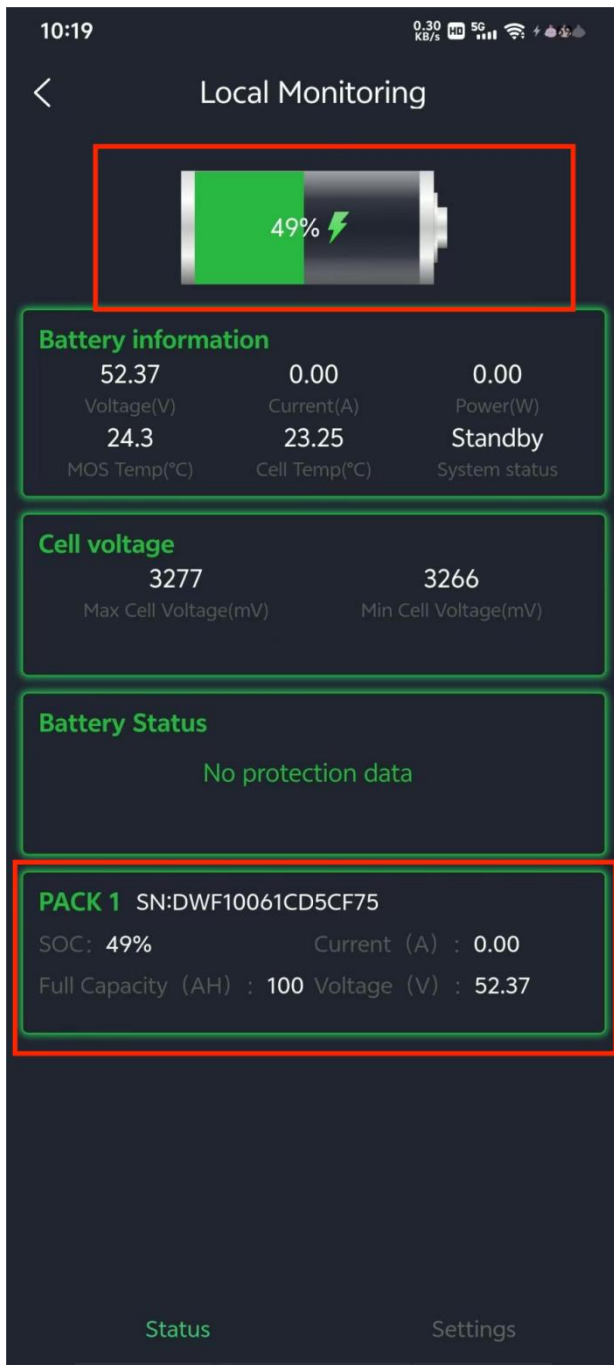 10:19 0.30 KB/s HD 5G
Local Monitoring
49%
Battery information
52.37 0.00 0.00
Voltage(V) Current(A) Power(W)
24.3 23.25 Standby
MOS Temp(°C) Cell Temp(°C) System status
Cell voltage
3277 3266
Max Cell Voltage(mV) Min Cell Voltage(mV)
Battery Status
No protection data
PACK 1 SN:DWF10061CD5CF75
SOC: 49% Current（A）: 0.00
Full Capacity（AH）: 100 Voltage（V）: 52.37
Status Settings